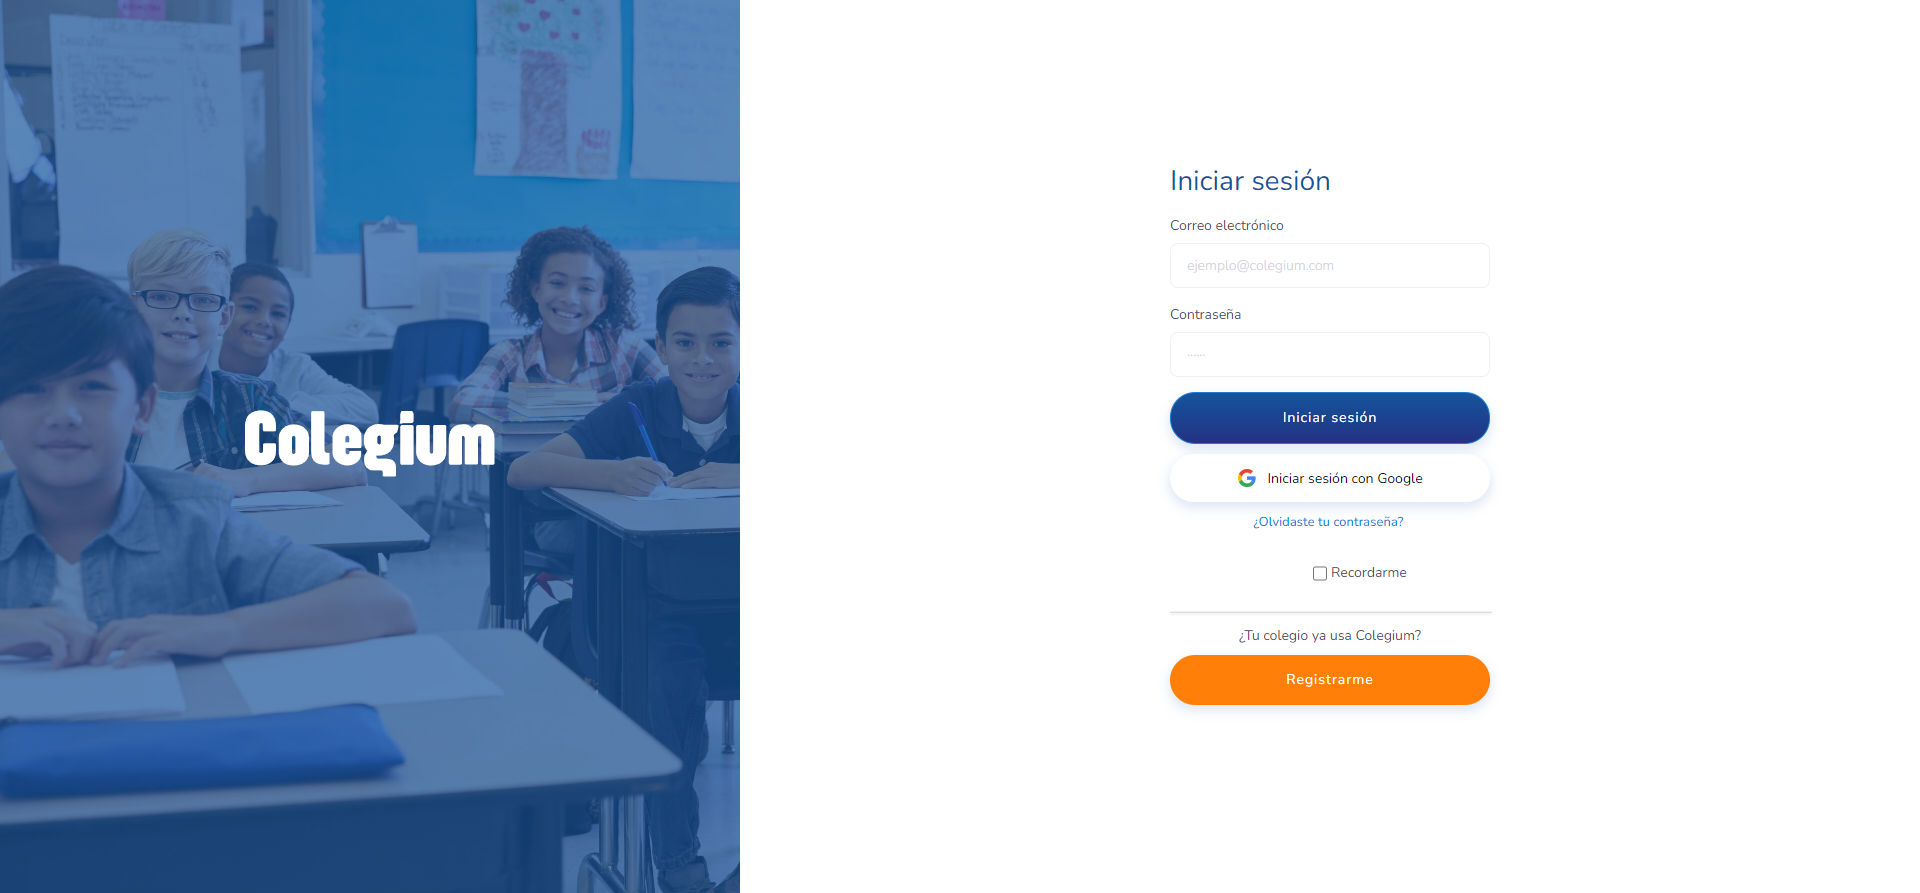 Colegium
Iniciar sesión
Correo electrónico
ejemplo@colegium.com
Contraseña
······
Iniciar sesión
Iniciar sesión con Google
¿Olvidaste tu contraseña?
Recordarme
¿Tu colegio ya usa Colegium?
Registrarme